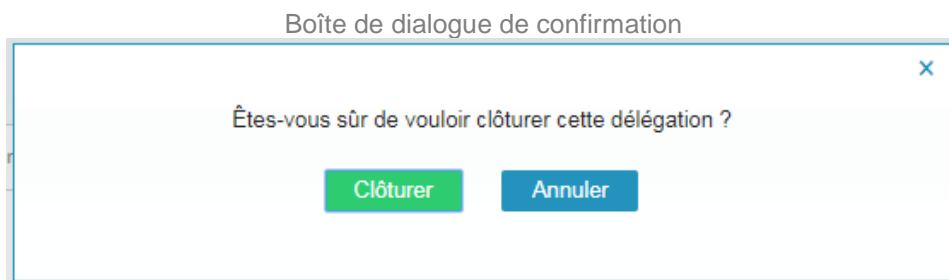 Boîte de dialogue de confirmation
×
Êtes-vous sûr de vouloir clôturer cette délégation ?
Clôturer Annuler